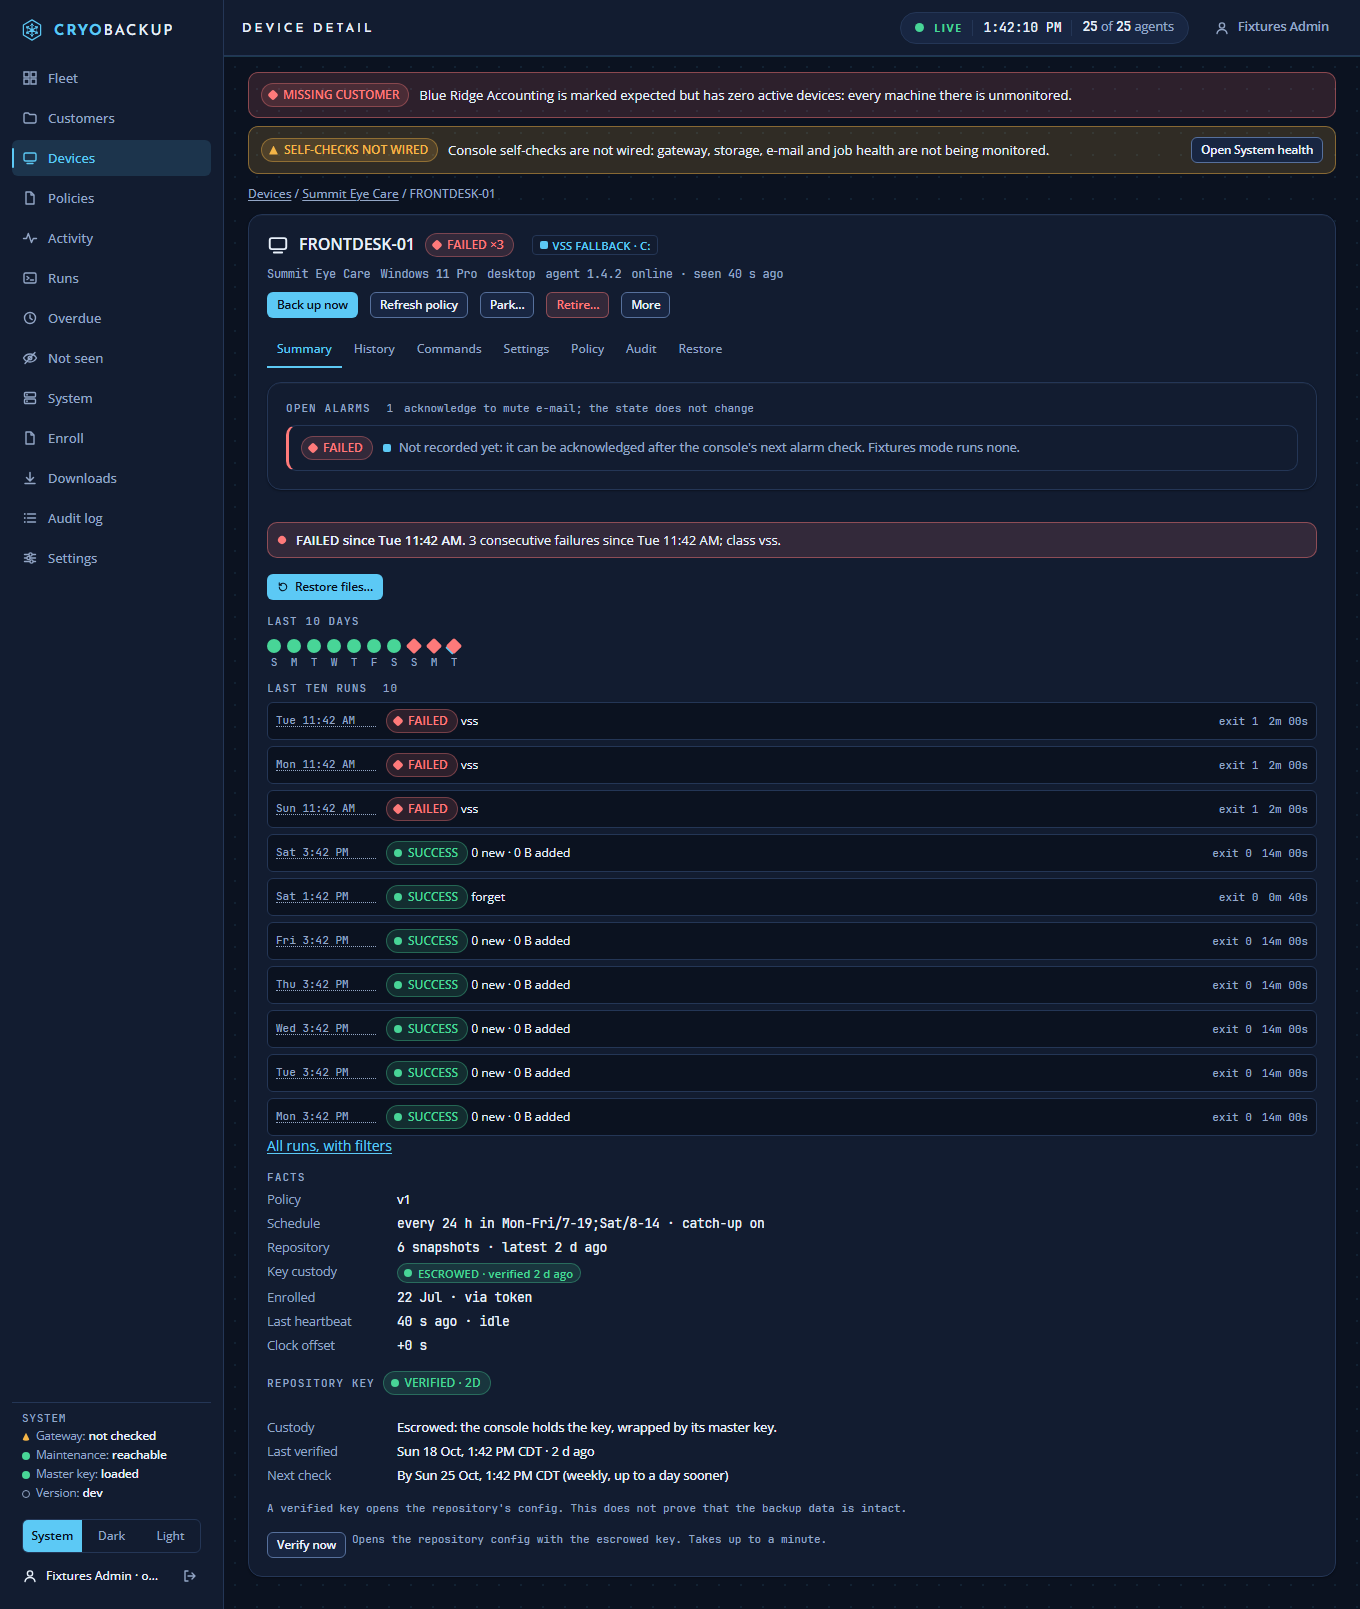 CRYOBACKUP
DEVICE DETAIL
LIVE 1:42:10 PM 25 of 25 agents
Fixtures Admin
Fleet
Customers
Devices
Policies
Activity
Runs
Overdue
Not seen
System
Enroll
Downloads
Audit log
Settings
MISSING CUSTOMER Blue Ridge Accounting is marked expected but has zero active devices: every machine there is unmonitored.
SELF-CHECKS NOT WIRED Console self-checks are not wired: gateway, storage, e-mail and job health are not being monitored. Open System health
Devices / Summit Eye Care / FRONTDESK-01
FRONTDESK-01 FAILED ×3 VSS FALLBACK · C:
Summit Eye Care Windows 11 Pro desktop agent 1.4.2 online · seen 40 s ago
Back up now Refresh policy Park... Retire... More
Summary History Commands Settings Policy Audit Restore
OPEN ALARMS 1 acknowledge to mute e-mail; the state does not change
FAILED Not recorded yet: it can be acknowledged after the console's next alarm check. Fixtures mode runs none.
FAILED since Tue 11:42 AM. 3 consecutive failures since Tue 11:42 AM; class vss.
Restore files...
LAST 10 DAYS
S M T W T F S S M T
LAST TEN RUNS 10
Tue 11:42 AM FAILED vss exit 1 2m 00s
Mon 11:42 AM FAILED vss exit 1 2m 00s
Sun 11:42 AM FAILED vss exit 1 2m 00s
Sat 3:42 PM SUCCESS 0 new · 0 B added exit 0 14m 00s
Sat 1:42 PM SUCCESS forget exit 0 0m 40s
Fri 3:42 PM SUCCESS 0 new · 0 B added exit 0 14m 00s
Thu 3:42 PM SUCCESS 0 new · 0 B added exit 0 14m 00s
Wed 3:42 PM SUCCESS 0 new · 0 B added exit 0 14m 00s
Tue 3:42 PM SUCCESS 0 new · 0 B added exit 0 14m 00s
Mon 3:42 PM SUCCESS 0 new · 0 B added exit 0 14m 00s
All runs, with filters
FACTS
Policy v1
Schedule every 24 h in Mon-Fri/7-19;Sat/8-14 · catch-up on
Repository 6 snapshots · latest 2 d ago
Key custody ESCROWED · verified 2 d ago
Enrolled 22 Jul · via token
Last heartbeat 40 s ago · idle
Clock offset +0 s
REPOSITORY KEY VERIFIED · 2D
Custody Escrowed: the console holds the key, wrapped by its master key.
Last verified Sun 18 Oct, 1:42 PM CDT · 2 d ago
Next check By Sun 25 Oct, 1:42 PM CDT (weekly, up to a day sooner)
A verified key opens the repository's config. This does not prove that the backup data is intact.
Verify now Opens the repository config with the escrowed key. Takes up to a minute.
SYSTEM
Gateway: not checked
Maintenance: reachable
Master key: loaded
Version: dev
System Dark Light
Fixtures Admin · o...